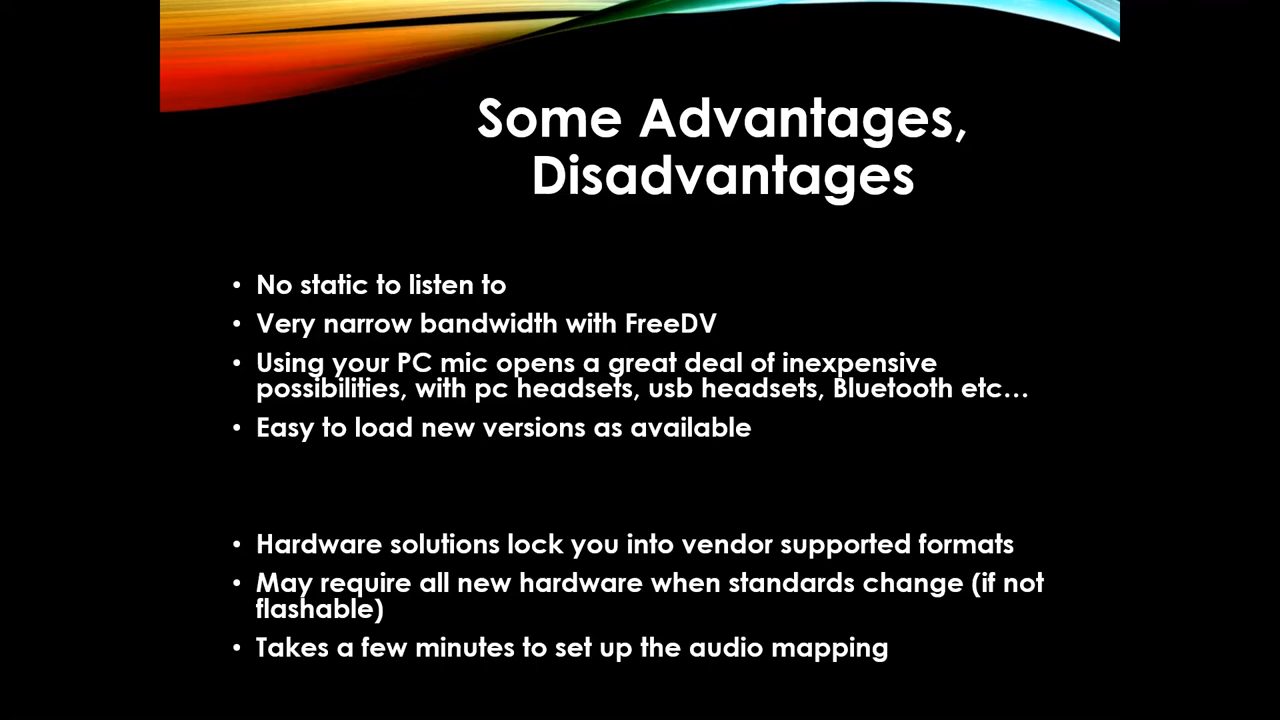 Some Advantages,
Disadvantages
• No static to listen to
• Very narrow bandwidth with FreeDV
• Using your PC mic opens a great deal of inexpensive
possibilities, with pc headsets, usb headsets, Bluetooth etc…
• Easy to load new versions as available
• Hardware solutions lock you into vendor supported formats
• May require all new hardware when standards change (if not
flashable)
• Takes a few minutes to set up the audio mapping